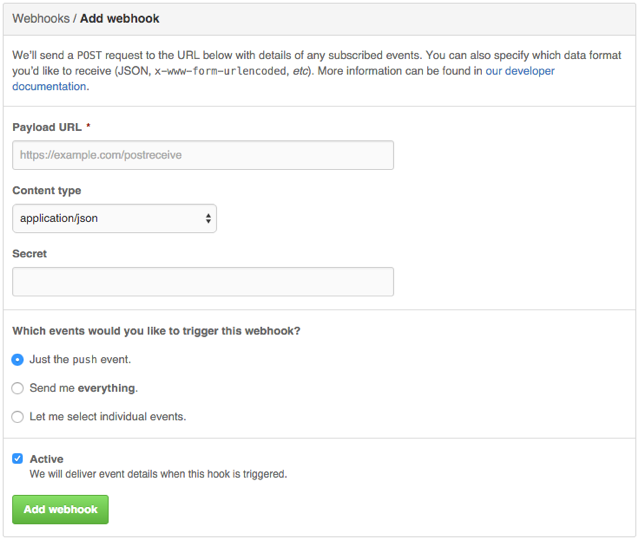 Webhooks / Add webhook
We'll send a POST request to the URL below with details of any subscribed events. You can also specify which data format
you'd like to receive (JSON, x-www-form-urlencoded, etc). More information can be found in our developer
documentation.
Payload URL *
https://example.com/postreceive
Content type
application/json
Secret
Which events would you like to trigger this webhook?
Just the push event.
Send me everything.
Let me select individual events.
Active
We will deliver event details when this hook is triggered.
Add webhook